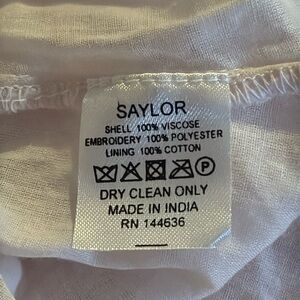 SAYLOR
SHELL 100% VISCOSE
EMBROIDERY 100% POLYESTER
LINING 100% COTTON
P
DRY CLEAN ONLY
MADE IN INDIA
RN 144636